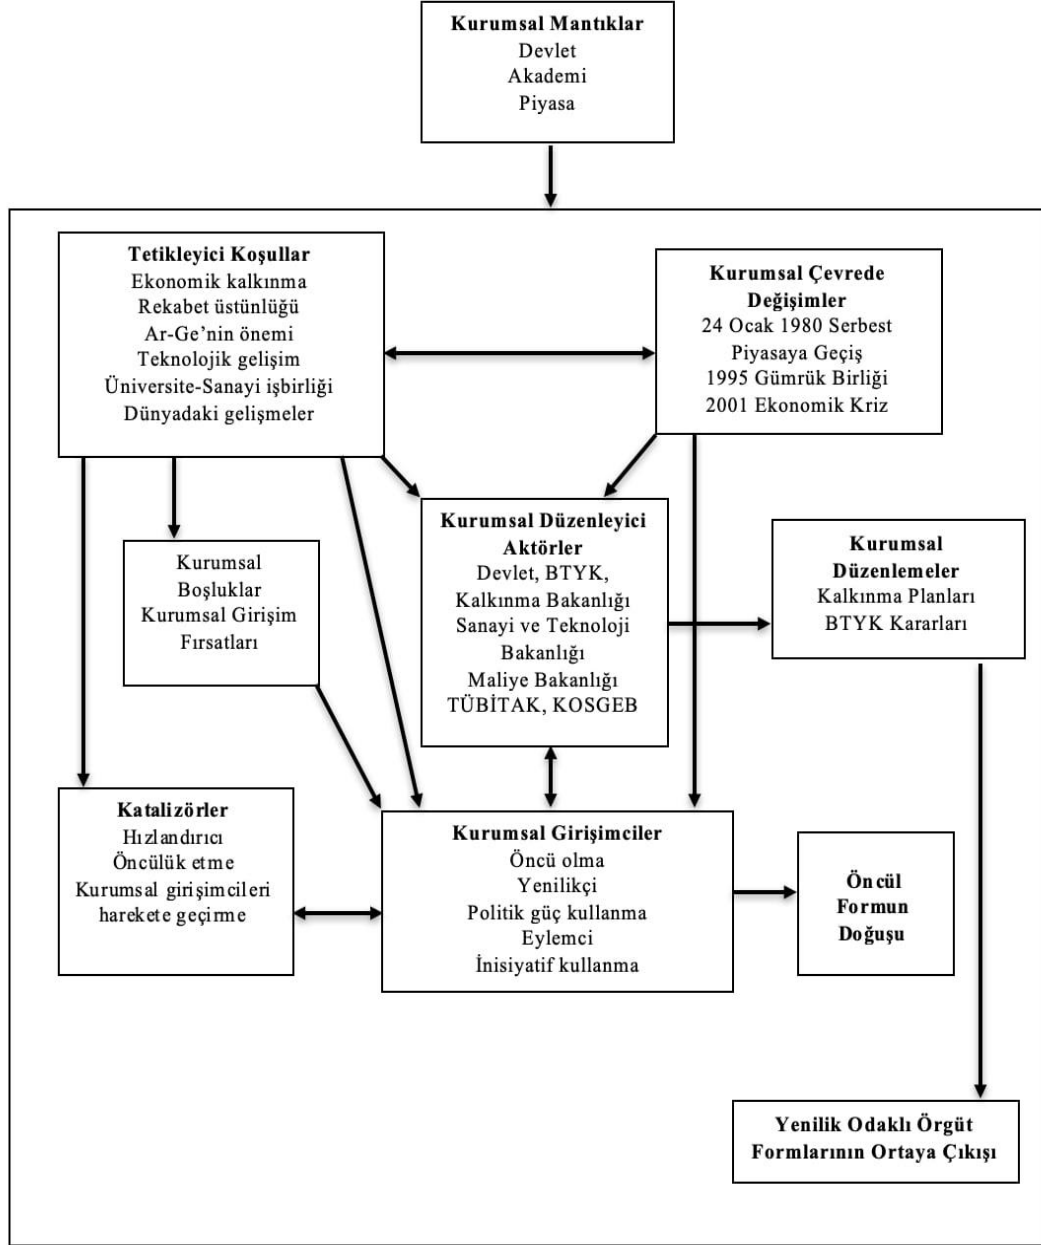 Kurumsal Mantıklar
Devlet
Akademi
Piyasa
Tetikleyici Koşullar
Ekonomik kalkınma
Rekabet üstünlüğü
Ar-Ge’nin önemi
Teknolojik gelişim
Üniversite-Sanayi işbirliği
Dünyadaki gelişmeler
Kurumsal Çevrede
Değişimler
24 Ocak 1980 Serbest
Piyasaya Geçiş
1995 Gümrük Birliği
2001 Ekonomik Kriz
Kurumsal
Boşluklar
Kurumsal Girişim
Fırsatları
Kurumsal Düzenleyici
Aktörler
Devlet, BTYK,
Kalkınma Bakanlığı
Sanayi ve Teknoloji
Bakanlığı
Maliye Bakanlığı
TÜBİTAK, KOSGEB
Kurumsal
Düzenlemeler
Kalkınma Planları
BTYK Kararları
Katalizörler
Hızlandırıcı
Öncülük etme
Kurumsal girişimcileri
harekete geçirme
Kurumsal Girişimciler
Öncü olma
Yenilikçi
Politik güç kullanma
Eylemci
İnisiyatif kullanma
Öncül
Formun
Doğuşu
Yenilik Odaklı Örgüt
Formlarının Ortaya Çıkışı